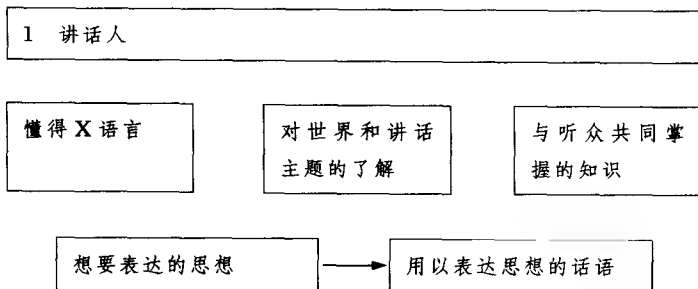 1 讲话人
懂得X语言
对世界和讲话
主题的了解
与听众共同掌
握的知识
想要表达的思想
用以表达思想的话语